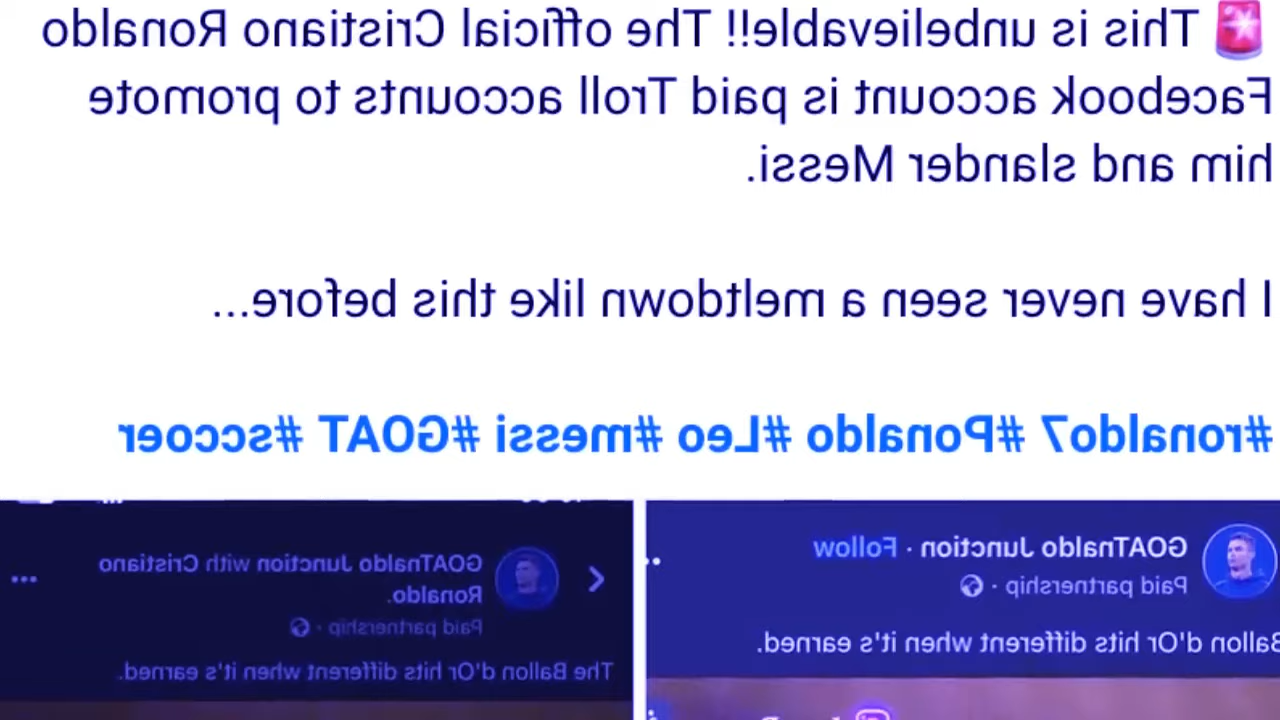 🚨 This is unbelievable!! The official Cristiano Ronaldo
Facebook account is paid Troll accounts to promote
him and slander Messi.
I have never seen a meltdown like this before...
#ronaldo7 #Ponaldo #Leo #messi #GOAT #scccoer
GOATnaldo Junction · Follow
Paid partnership ·
Ballon d'Or hits different when it's earned.
GOATnaldo Junction with Cristiano
Ronaldo.
Paid partnership ·
The Ballon d'Or hits different when it's earned.